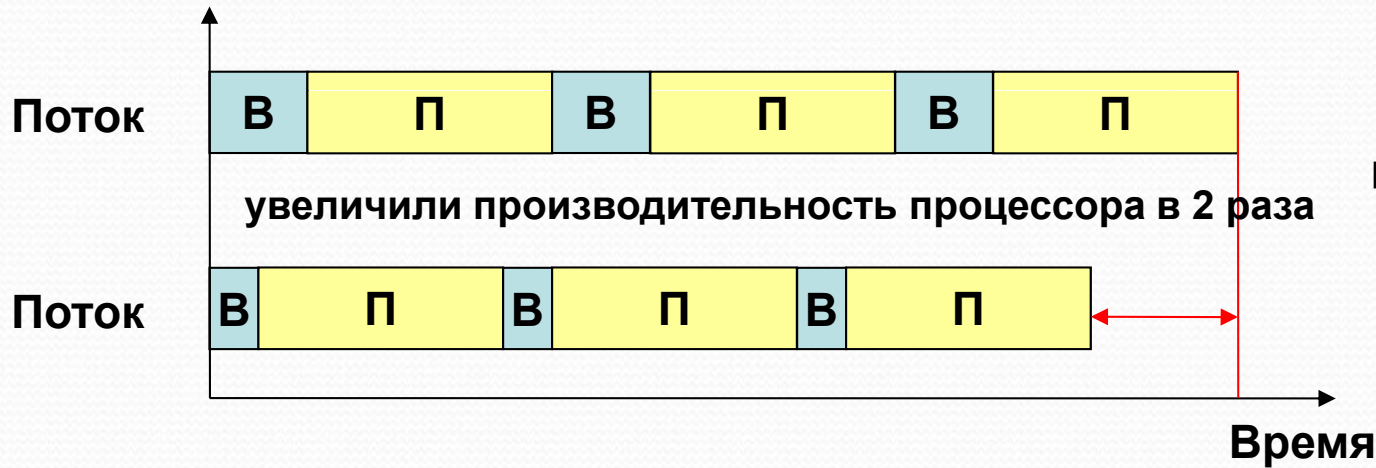 Поток В П В П В П
увеличили производительность процессора в 2 раза
Поток В П В П В П
Время